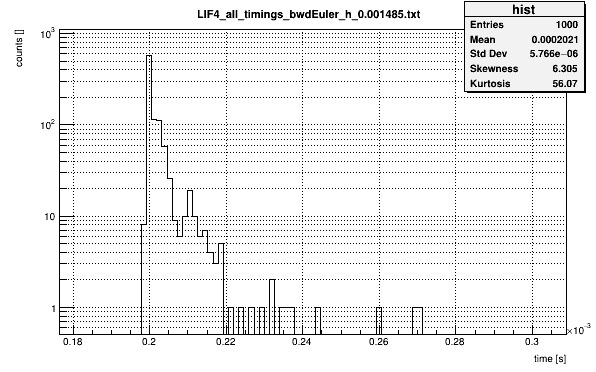 LIF4_all_timings_bwdEuler_h_0.001485.txt
hist
Entries 1000
Mean 0.0002021
Std Dev 5.766e−06
Skewness 6.305
Kurtosis 56.07
counts []
10³
10²
10
1
0.18 0.2 0.22 0.24 0.26 0.28 0.3
×10⁻³
time [s]